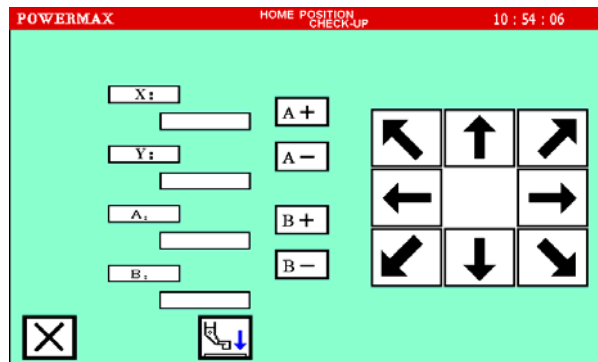 POWERMAX
HOME POSITION
CHECK-UP
10 : 54 : 06
X:
A+
Y:
A−
A:
B+
B:
B−